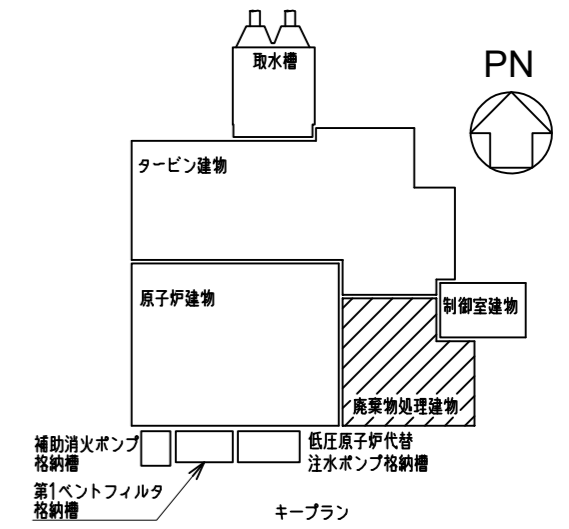 取水槽
PN
タービン建物
原子炉建物
制御室建物
廃棄物処理建物
補助消火ポンプ
格納槽
低圧原子炉代替
注水ポンプ格納槽
第1ベントフィルタ
格納槽
キープラン